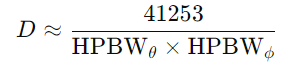 D ≈ 41253 / (HPBW_θ × HPBW_ϕ)